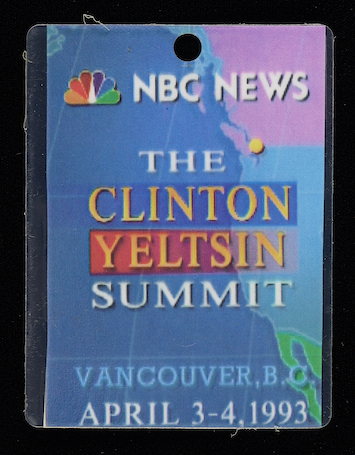 NBC NEWS
THE
CLINTON
YELTSIN
SUMMIT
VANCOUVER, B.C.
APRIL 3-4, 1993